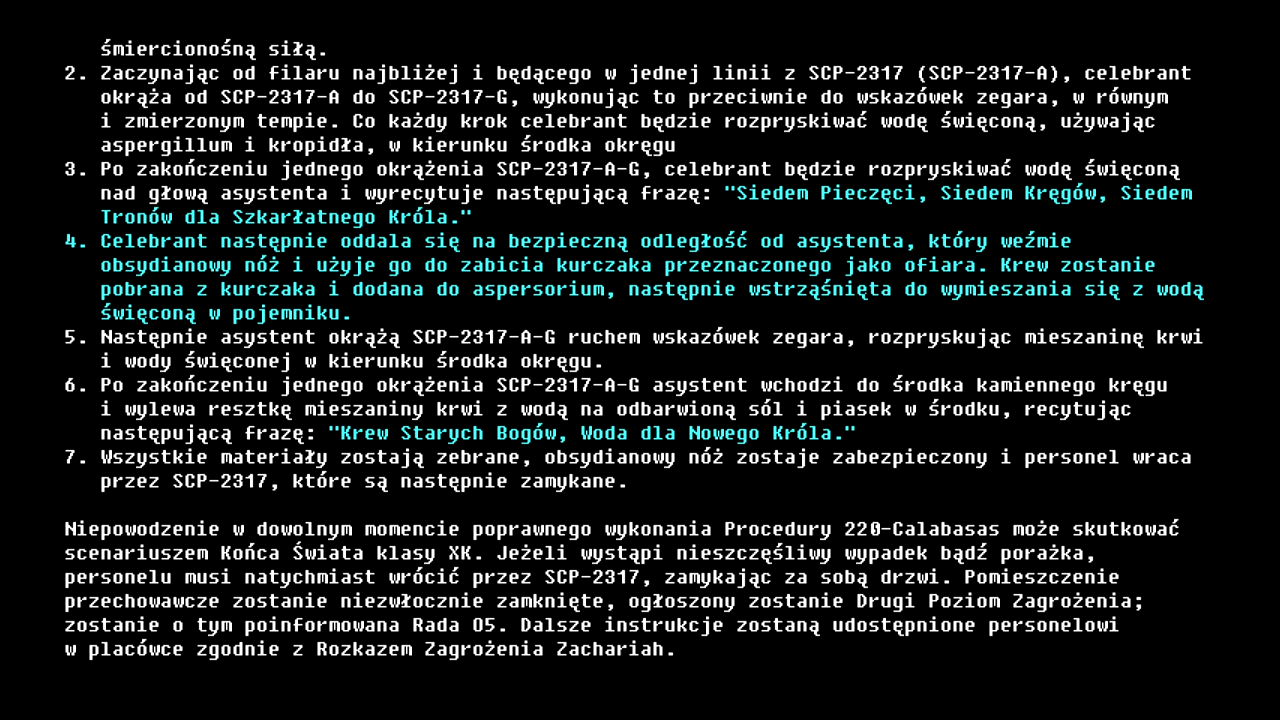 śmiercionośną siłą.
2. Zaczynając od filaru najbliżej i będącego w jednej linii z SCP-2317 (SCP-2317-A), celebrant
okrąża od SCP-2317-A do SCP-2317-G, wykonując to przeciwnie do wskazówek zegara, w równym
i zmierzonym tempie. Co każdy krok celebrant będzie rozpryskiwać wodę święconą, używając
aspergillum i kropidła, w kierunku środka okręgu
3. Po zakończeniu jednego okrążenia SCP-2317-A-G, celebrant będzie rozpryskiwać wodę święconą
nad głową asystenta i wyrecytuje następującą frazę: "Siedem Pieczęci, Siedem Kręgów, Siedem
Tronów dla Szkarłatnego Króla."
4. Celebrant następnie oddala się na bezpieczną odległość od asystenta, który weźmie
obsydianowy nóż i użyje go do zabicia kurczaka przeznaczonego jako ofiara. Krew zostanie
pobrana z kurczaka i dodana do aspersorium, następnie wstrząśnięta do wymieszania się z wodą
święconą w pojemniku.
5. Następnie asystent okrążą SCP-2317-A-G ruchem wskazówek zegara, rozpryskując mieszaninę krwi
i wody święconej w kierunku środka okręgu.
6. Po zakończeniu jednego okrążenia SCP-2317-A-G asystent wchodzi do środka kamiennego kręgu
i wylewa resztkę mieszaniny krwi z wodą na odbarwioną sól i piasek w środku, recytując
następującą frazę: "Krew Starych Bogów, Woda dla Nowego Króla."
7. Wszystkie materiały zostają zebrane, obsydianowy nóż zostaje zabezpieczony i personel wraca
przez SCP-2317, które są następnie zamykane.
Niepowodzenie w dowolnym momencie poprawnego wykonania Procedury 220-Calabasas może skutkować
scenariuszem Końca Świata klasy XK. Jeżeli wystąpi nieszczęśliwy wypadek bądź porażka,
personelu musi natychmiast wrócić przez SCP-2317, zamykając za sobą drzwi. Pomieszczenie
przechowawcze zostanie niezwłocznie zamknięte, ogłoszony zostanie Drugi Poziom Zagrożenia;
zostanie o tym poinformowana Rada O5. Dalsze instrukcje zostaną udostępnione personelowi
w placówce zgodnie z Rozkazem Zagrożenia Zachariah.